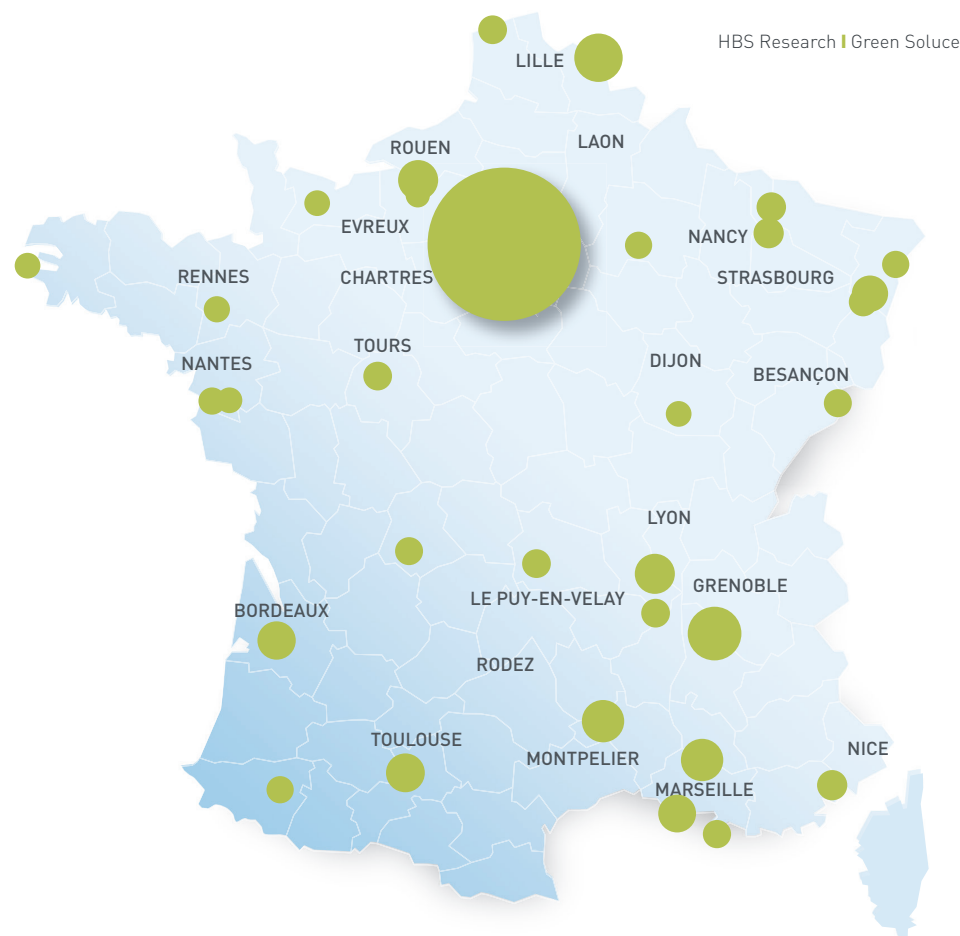 HBS Research I Green Soluce
LILLE
LAON
ROUEN
EVREUX
NANCY
CHARTRES
RENNES
STRASBOURG
TOURS
NANTES
DIJON
BESANÇON
LYON
GRENOBLE
LE PUY-EN-VELAY
BORDEAUX
RODEZ
TOULOUSE
NICE
MONTPELIER
MARSEILLE